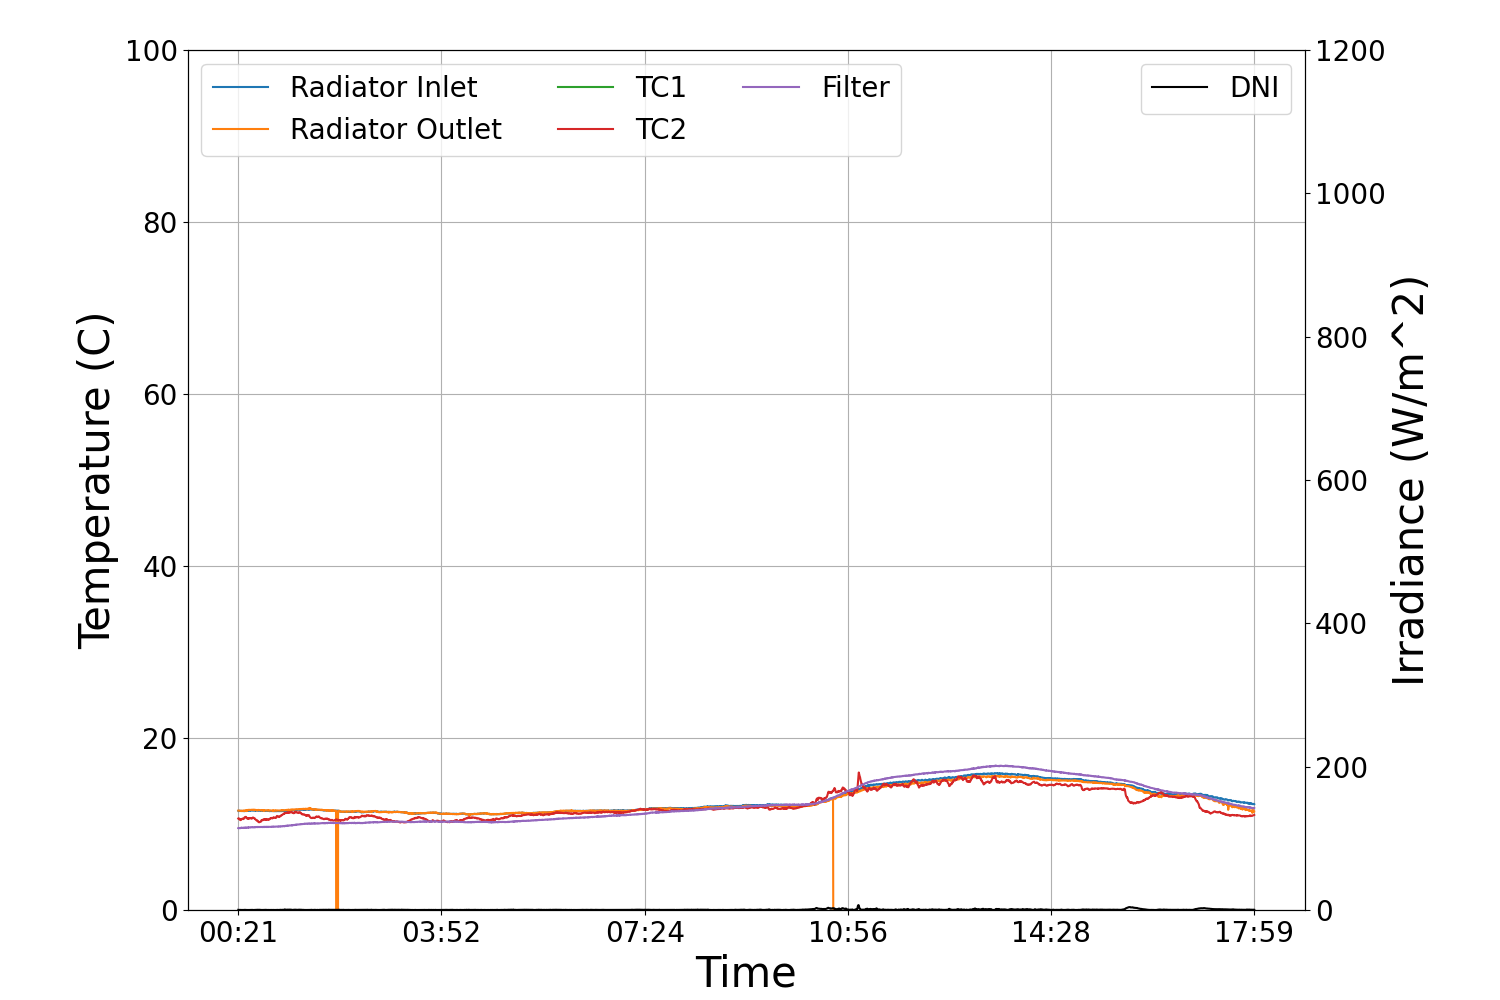 100
80
60
40
20
0
Temperature (C)
Radiator Inlet
Radiator Outlet
TC1
TC2
Filter
DNI
1200
1000
800
600
400
200
0
Irradiance (W/m^2)
00:21 03:52 07:24 10:56 14:28 17:59
Time